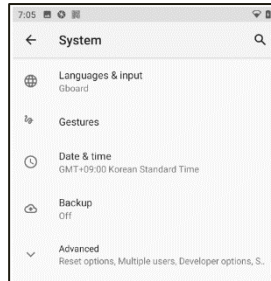 7:05
System
Languages & input
Gboard
Gestures
Date & time
GMT+09:00 Korean Standard Time
Backup
Off
Advanced
Reset options, Multiple users, Developer options, S..